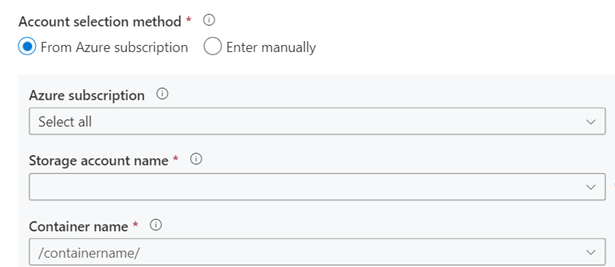 Account selection method *
From Azure subscription Enter manually
Azure subscription
Select all
Storage account name *
Container name *
/containername/